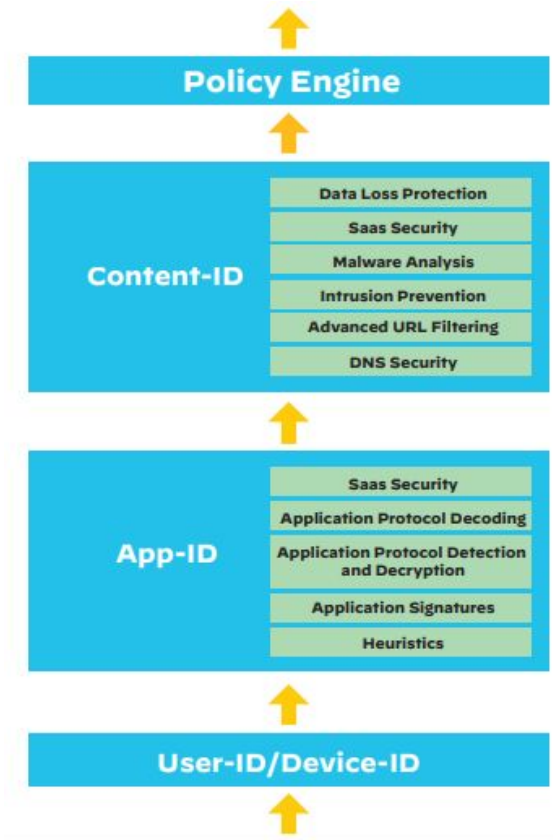 Policy Engine
Content-ID
Data Loss Protection
Saas Security
Malware Analysis
Intrusion Prevention
Advanced URL Filtering
DNS Security
App-ID
Saas Security
Application Protocol Decoding
Application Protocol Detection
and Decryption
Application Signatures
Heuristics
User-ID/Device-ID